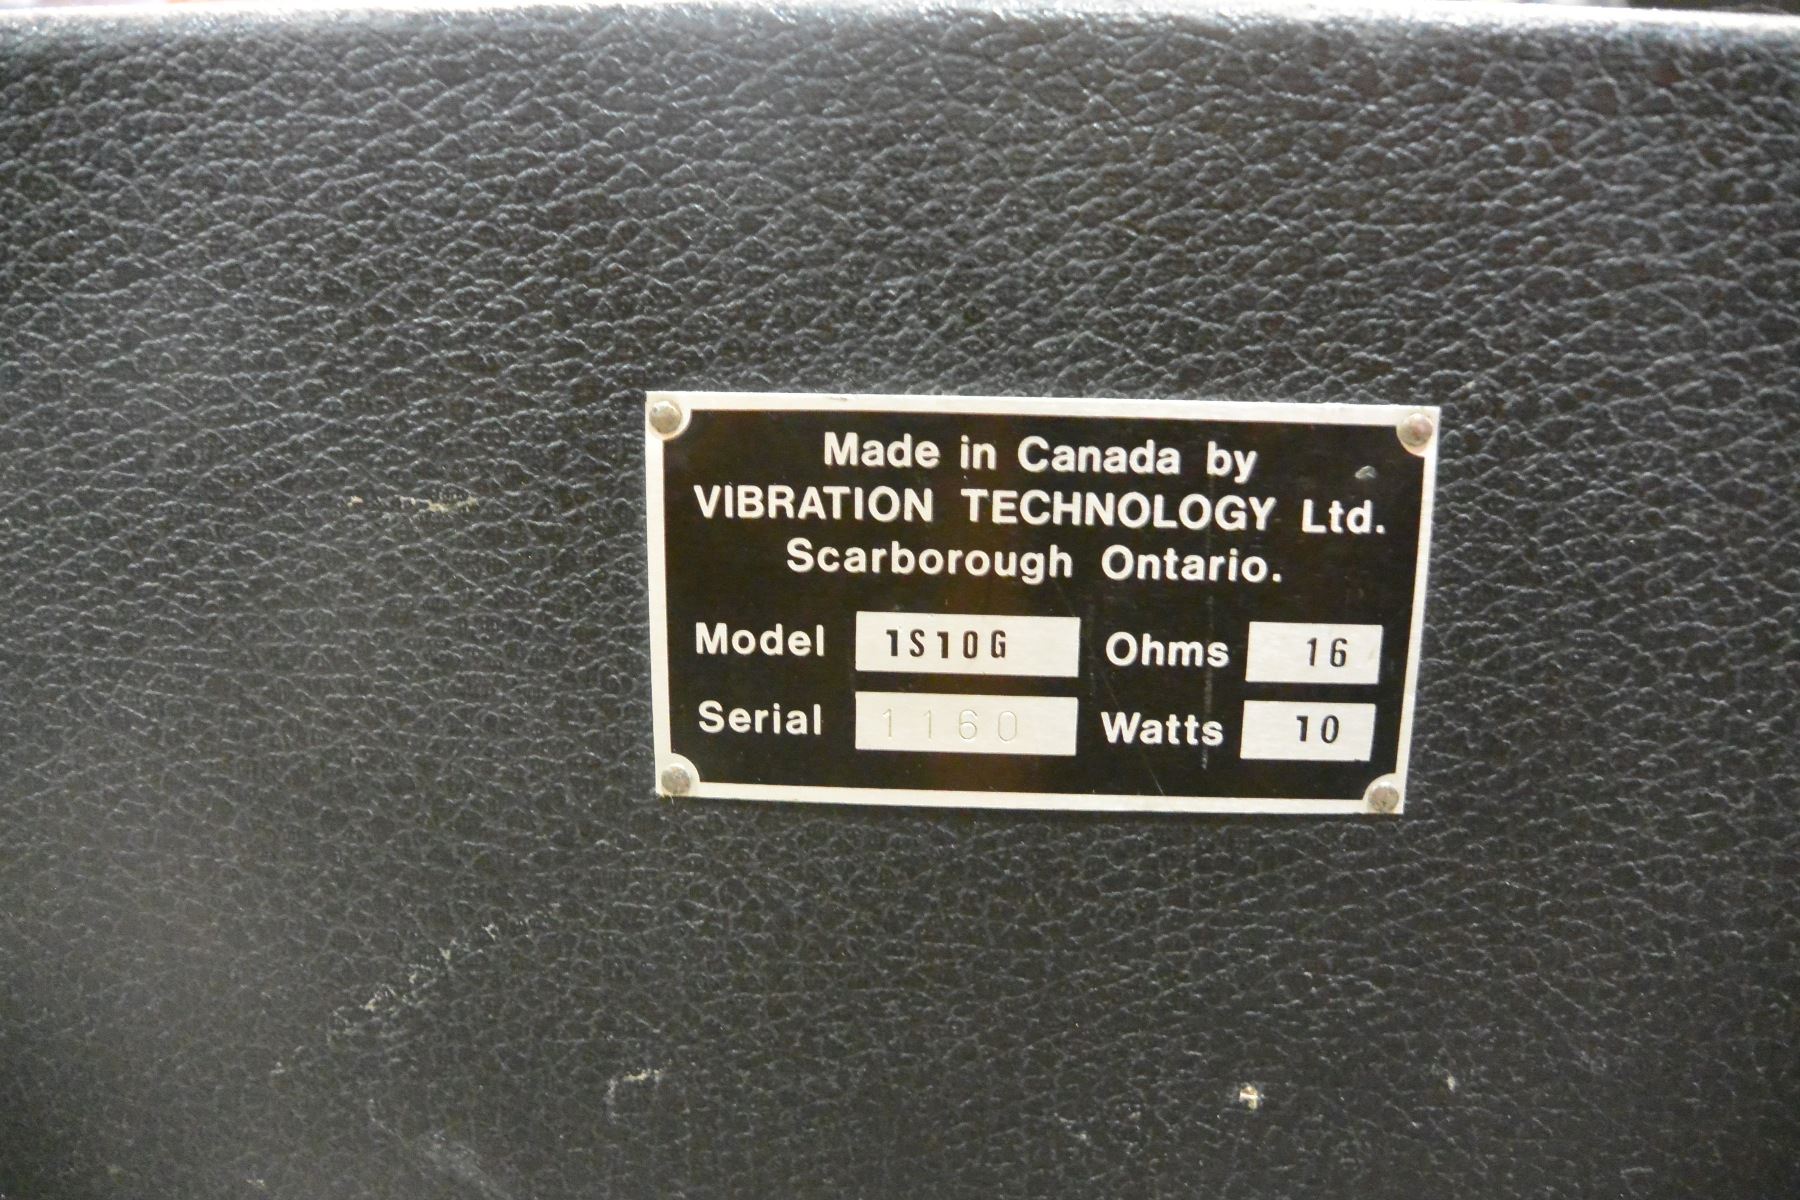 Made in Canada by
VIBRATION TECHNOLOGY Ltd.
Scarborough Ontario.
Model 1S10G Ohms 16
Serial 1160 Watts 10